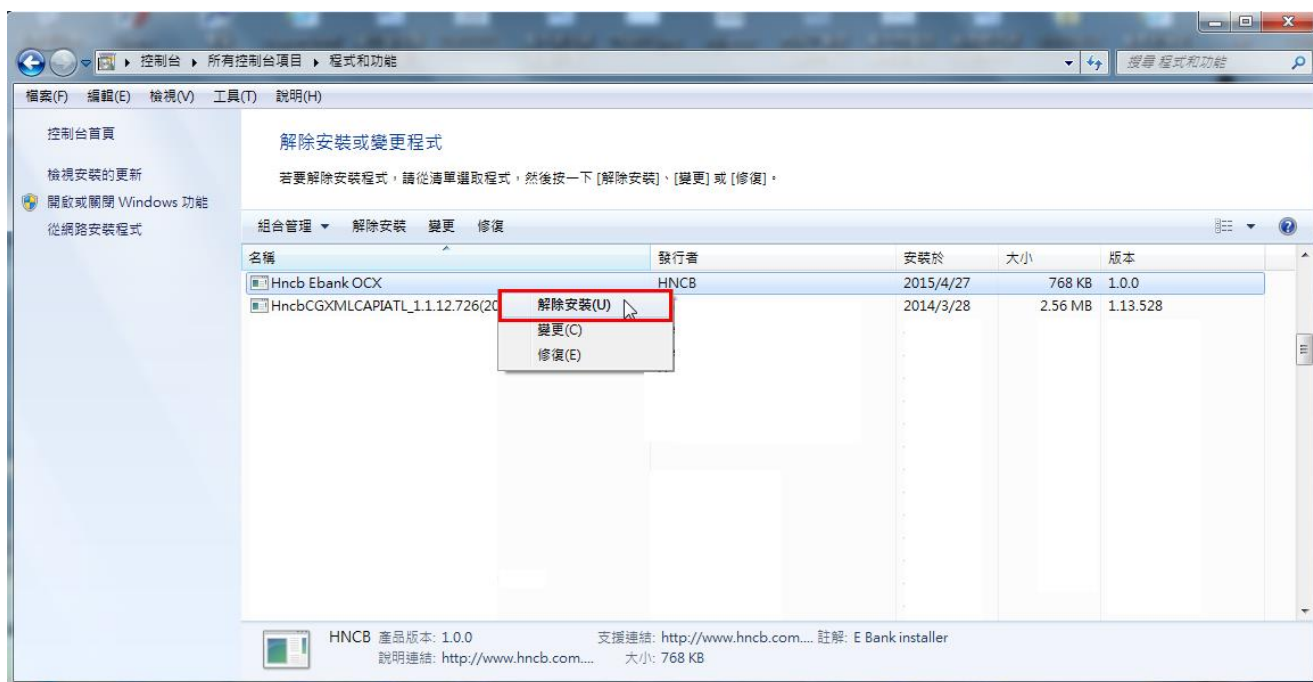 控制台 ▸ 所有控制台項目 ▸ 程式和功能
搜尋 程式和功能
檔案(F) 編輯(E) 檢視(V) 工具(T) 說明(H)
控制台首頁
檢視安裝的更新
開啟或關閉 Windows 功能
從網路安裝程式
解除安裝或變更程式
若要解除安裝程式，請從清單選取程式，然後按一下 [解除安裝]、[變更] 或 [修復]。
組合管理 ▼ 解除安裝 變更 修復
名稱 發行者 安裝於 大小 版本
Hncb Ebank OCX HNCB 2015/4/27 768 KB 1.0.0
HncbCGXMLCAPIATL_1.1.12.726(20 2014/3/28 2.56 MB 1.13.528
解除安裝(U)
變更(C)
修復(E)
HNCB 產品版本: 1.0.0 支援連結: http://www.hncb.com.... 註解: E Bank installer
說明連結: http://www.hncb.com.... 大小: 768 KB